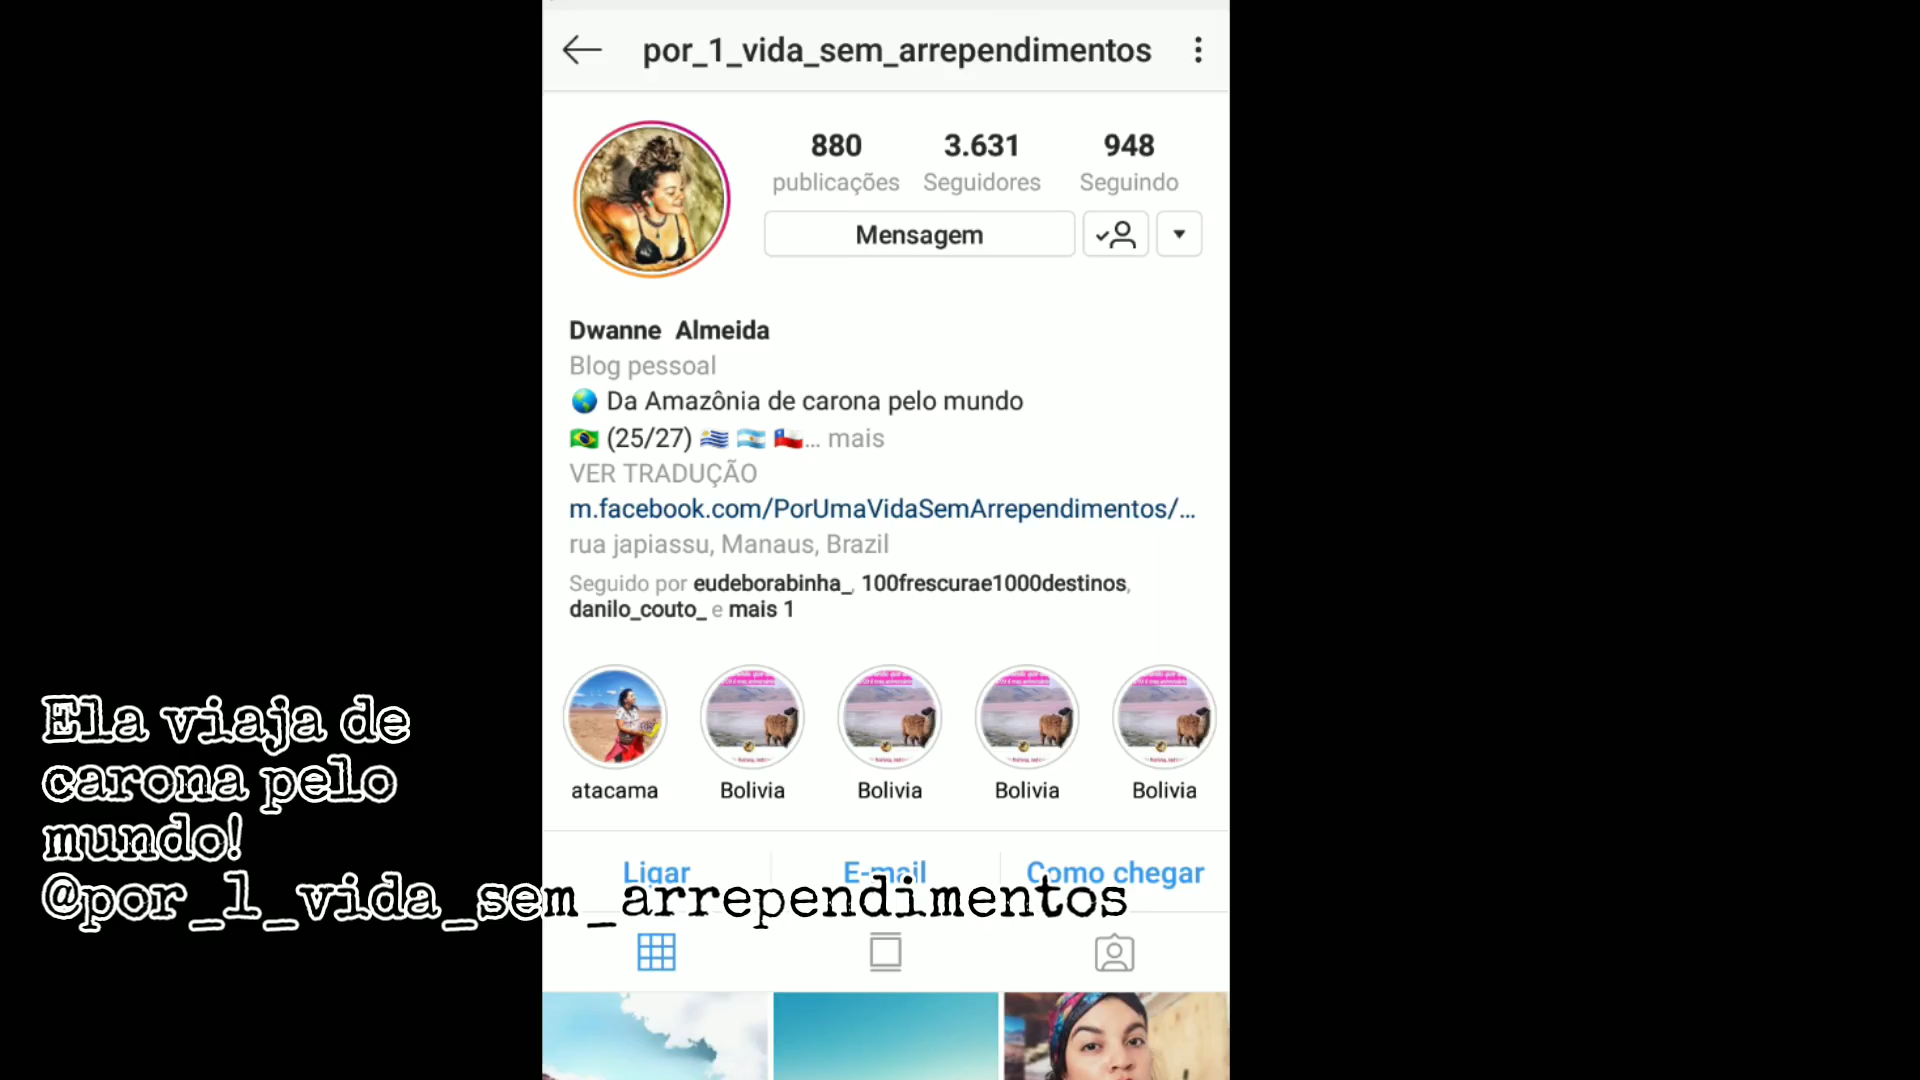 por_1_vida_sem_arrependimentos
880 3.631 948
publicações Seguidores Seguindo
Mensagem
Dwanne Almeida
Blog pessoal
🌎 Da Amazônia de carona pelo mundo
🇧🇷 (25/27) 🇺🇾 🇦🇷 🇨🇱... mais
VER TRADUÇÃO
m.facebook.com/PorUmaVidaSemArrependimentos/...
rua japiassu, Manaus, Brazil
Seguido por eudeborabinha_, 100frescurae1000destinos,
danilo_couto_ e mais 1
atacama Bolivia Bolivia Bolivia Bolivia
Ligar E-mail Como chegar
Ela viaja de
carona pelo
mundo!
@por_1_vida_sem_arrependimentos